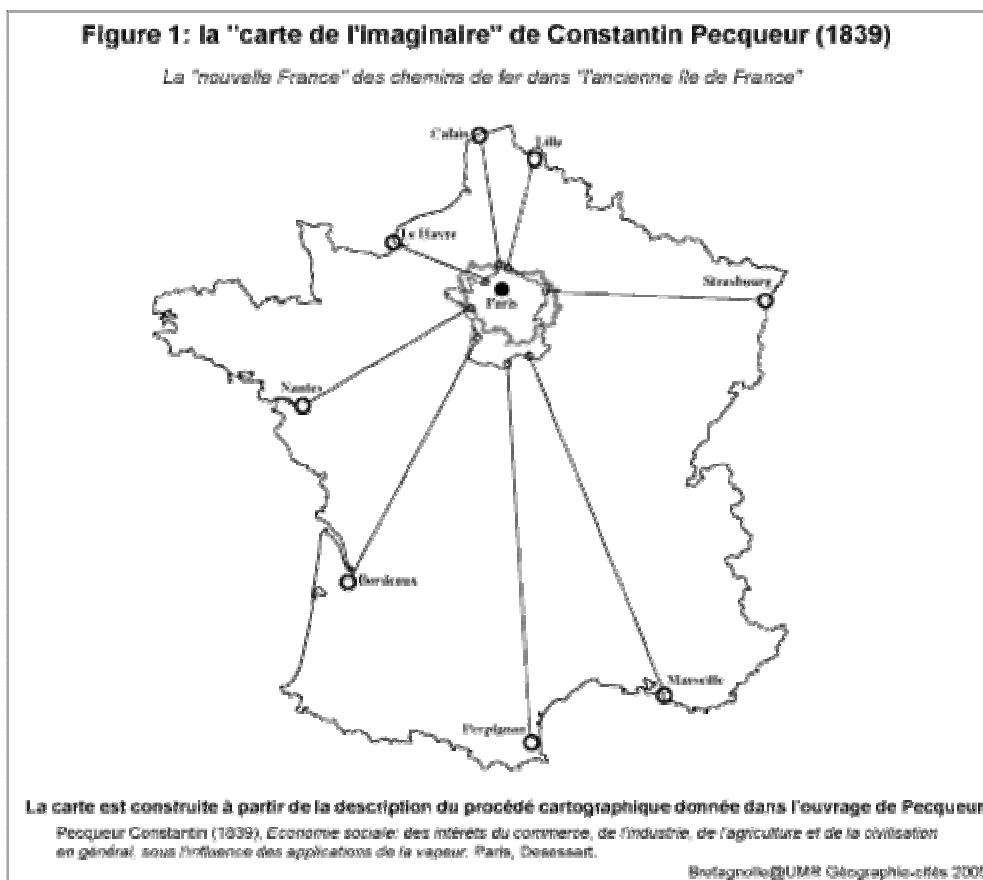 Figure 1: la "carte de l'imaginaire" de Constantin Pecqueur (1839)
La "nouvelle France" des chemins de fer dans "l'ancienne île de France"
Calais
Lille
Le Havre
Strasbourg
Paris
Nantes
Bordeaux
Marseille
Perpignan
La carte est construite à partir de la description du procédé cartographique donnée dans l'ouvrage de Pecqueur
Pecqueur Constantin (1839), Economie sociale: des intérêts du commerce, de l'industrie, de l'agriculture et de la civilisation
en général, sous l'influence des applications de la vapeur. Paris, Desessart.
Bretagnolle@UMR Géographie-cités 2005